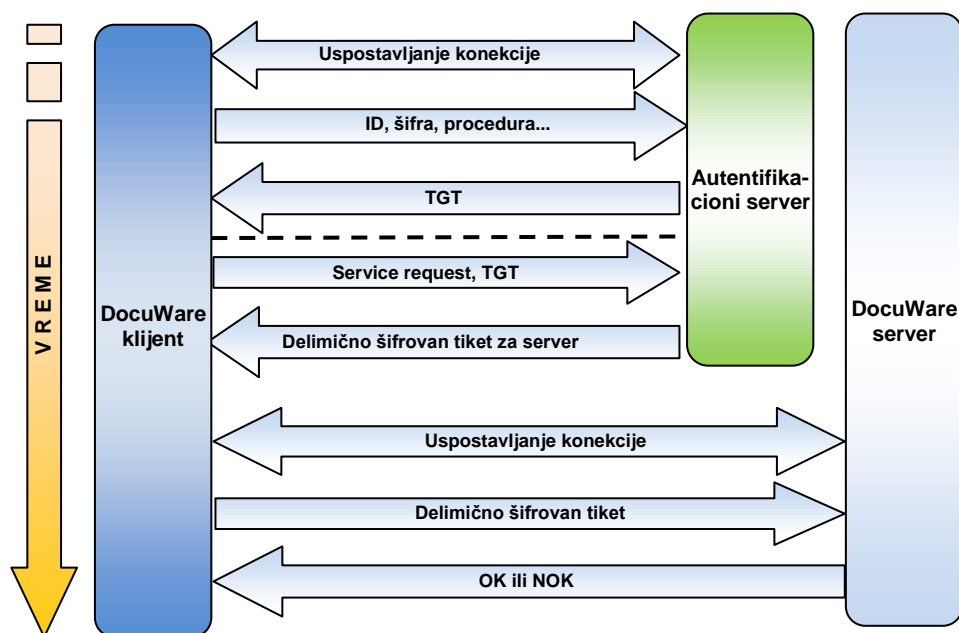 Uspostavljanje konekcije
ID, šifra, procedura...
TGT
Service request, TGT
Delimično šifrovan tiket za server
Uspostavljanje konekcije
Delimično šifrovan tiket
OK ili NOK
V R E M E
DocuWare
klijent
Autentifika-
cioni server
DocuWare
server